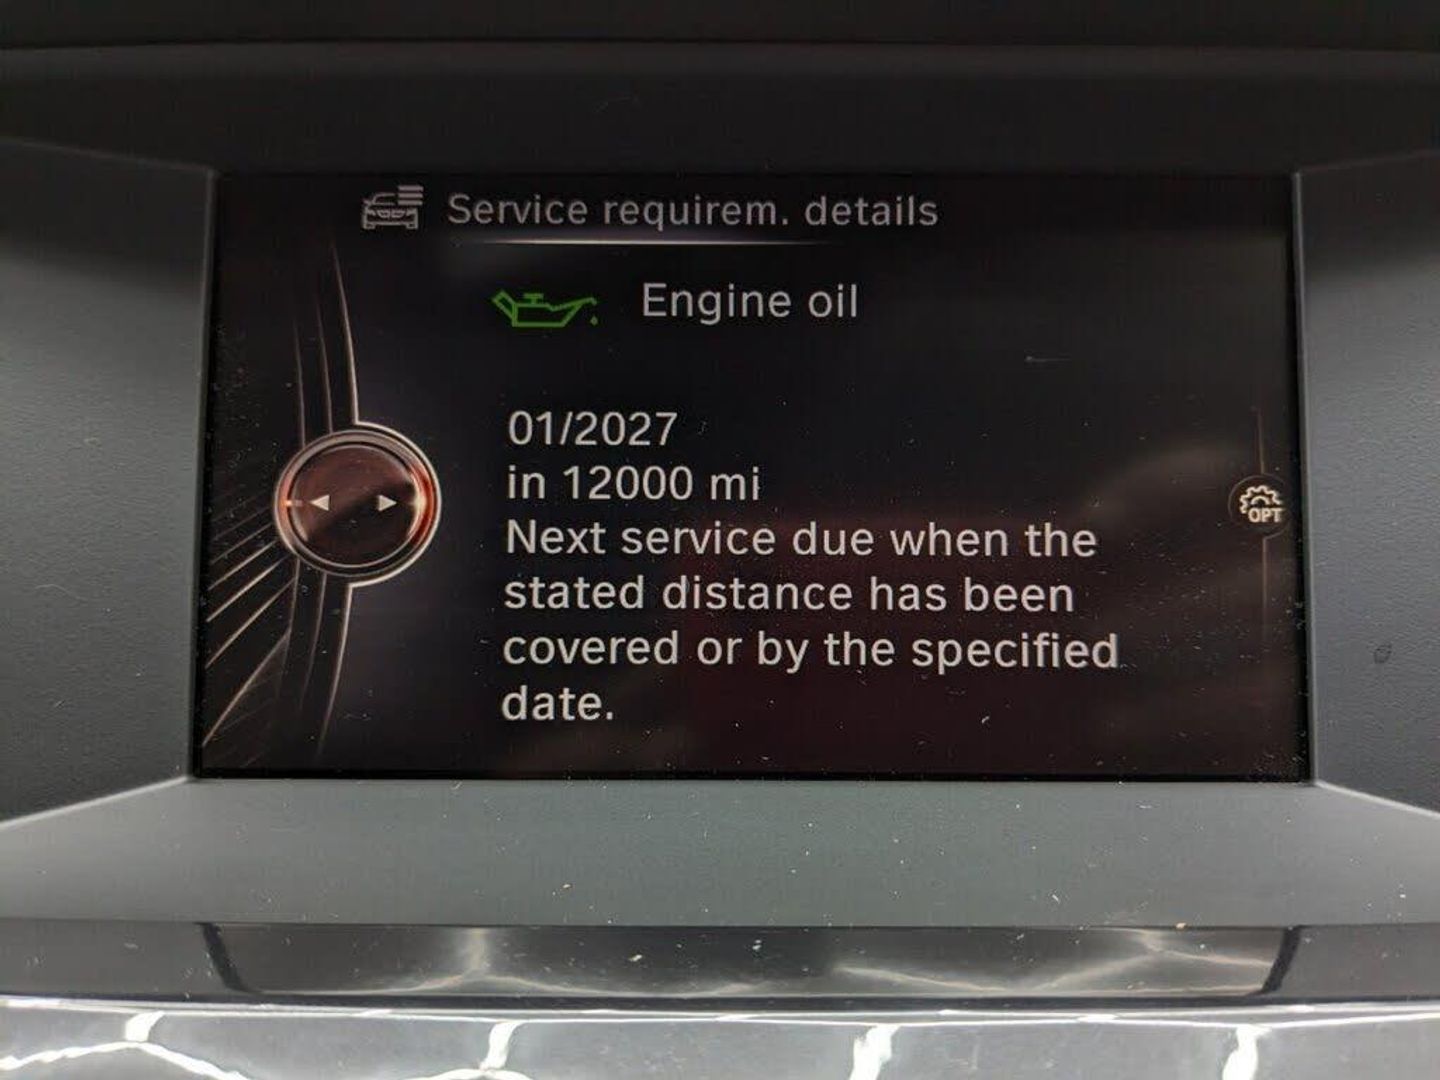 Service requirem. details
Engine oil
01/2027
in 12000 mi
Next service due when the
stated distance has been
covered or by the specified
date.
OPT